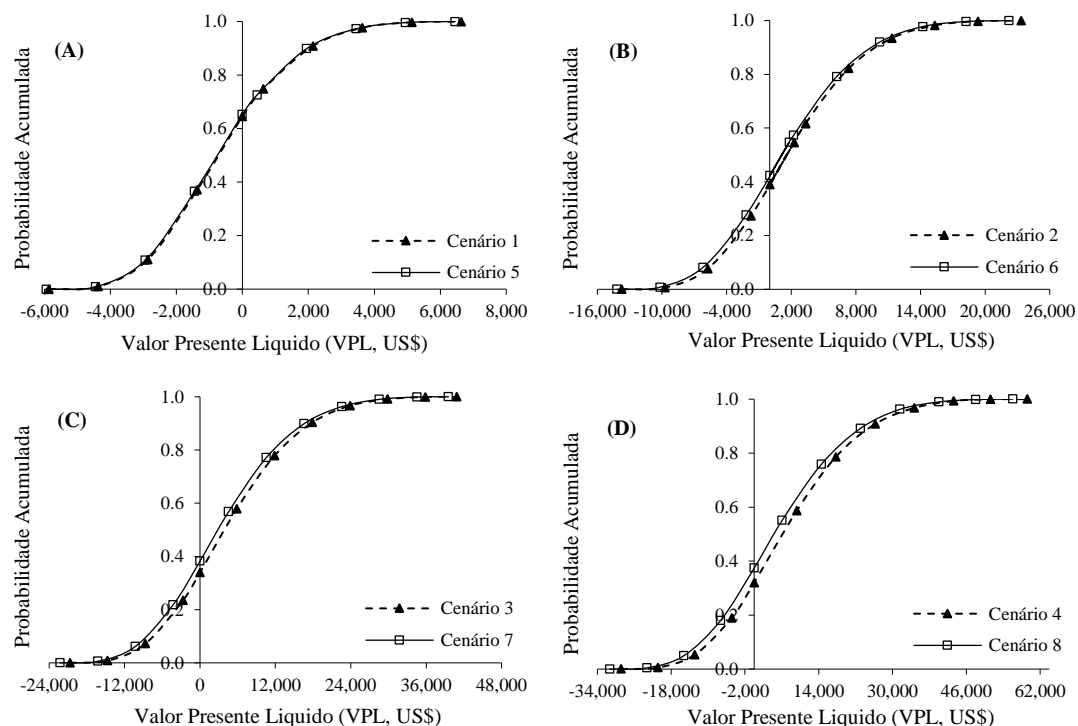 (A)
Probabilidade Acumulada
1.0
0.8
0.6
0.4
0.2
0.0
Cenário 1
Cenário 5
-6,000 -4,000 -2,000 0 2,000 4,000 6,000 8,000
Valor Presente Liquido (VPL, US$)
(B)
Probabilidade Acumulada
1.0
0.8
0.6
0.4
0.2
0.0
Cenário 2
Cenário 6
-16,000 -10,000 -4,000 2,000 8,000 14,000 20,000 26,000
Valor Presente Liquido (VPL, US$)
(C)
Probabilidade Acumulada
1.0
0.8
0.6
0.4
0.2
0.0
Cenário 3
Cenário 7
-24,000 -12,000 0 12,000 24,000 36,000 48,000
Valor Presente Liquido (VPL, US$)
(D)
Probabilidade Acumulada
1.0
0.8
0.6
0.4
0.2
0.0
Cenário 4
Cenário 8
-34,000 -18,000 -2,000 14,000 30,000 46,000 62,000
Valor Presente Liquido (VPL, US$)